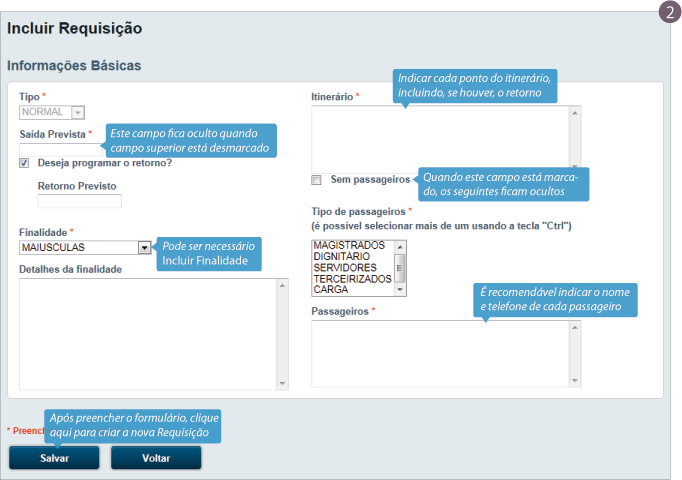 2
Incluir Requisição
Informações Básicas
Tipo *
NORMAL
Saída Prevista *
Este campo fica oculto quando
campo superior está desmarcado
Deseja programar o retorno?
Retorno Previsto
Finalidade *
MAIUSCULAS
Pode ser necessário
Incluir Finalidade
Detalhes da finalidade
Indicar cada ponto do itinerário,
incluindo, se houver, o retorno
Itinerário *
Sem passageiros
Quando este campo está marca-
do, os seguintes ficam ocultos
Tipo de passageiros *
(é possível selecionar mais de um usando a tecla "Ctrl")
MAGISTRADOS
DIGNITARIO
SERVIDORES
TERCEIRIZADOS
CARGA
É recomendável indicar o nome
e telefone de cada passageiro
Passageiros *
Após preencher o formulário, clique
aqui para criar a nova Requisição
* Preench
Salvar
Voltar